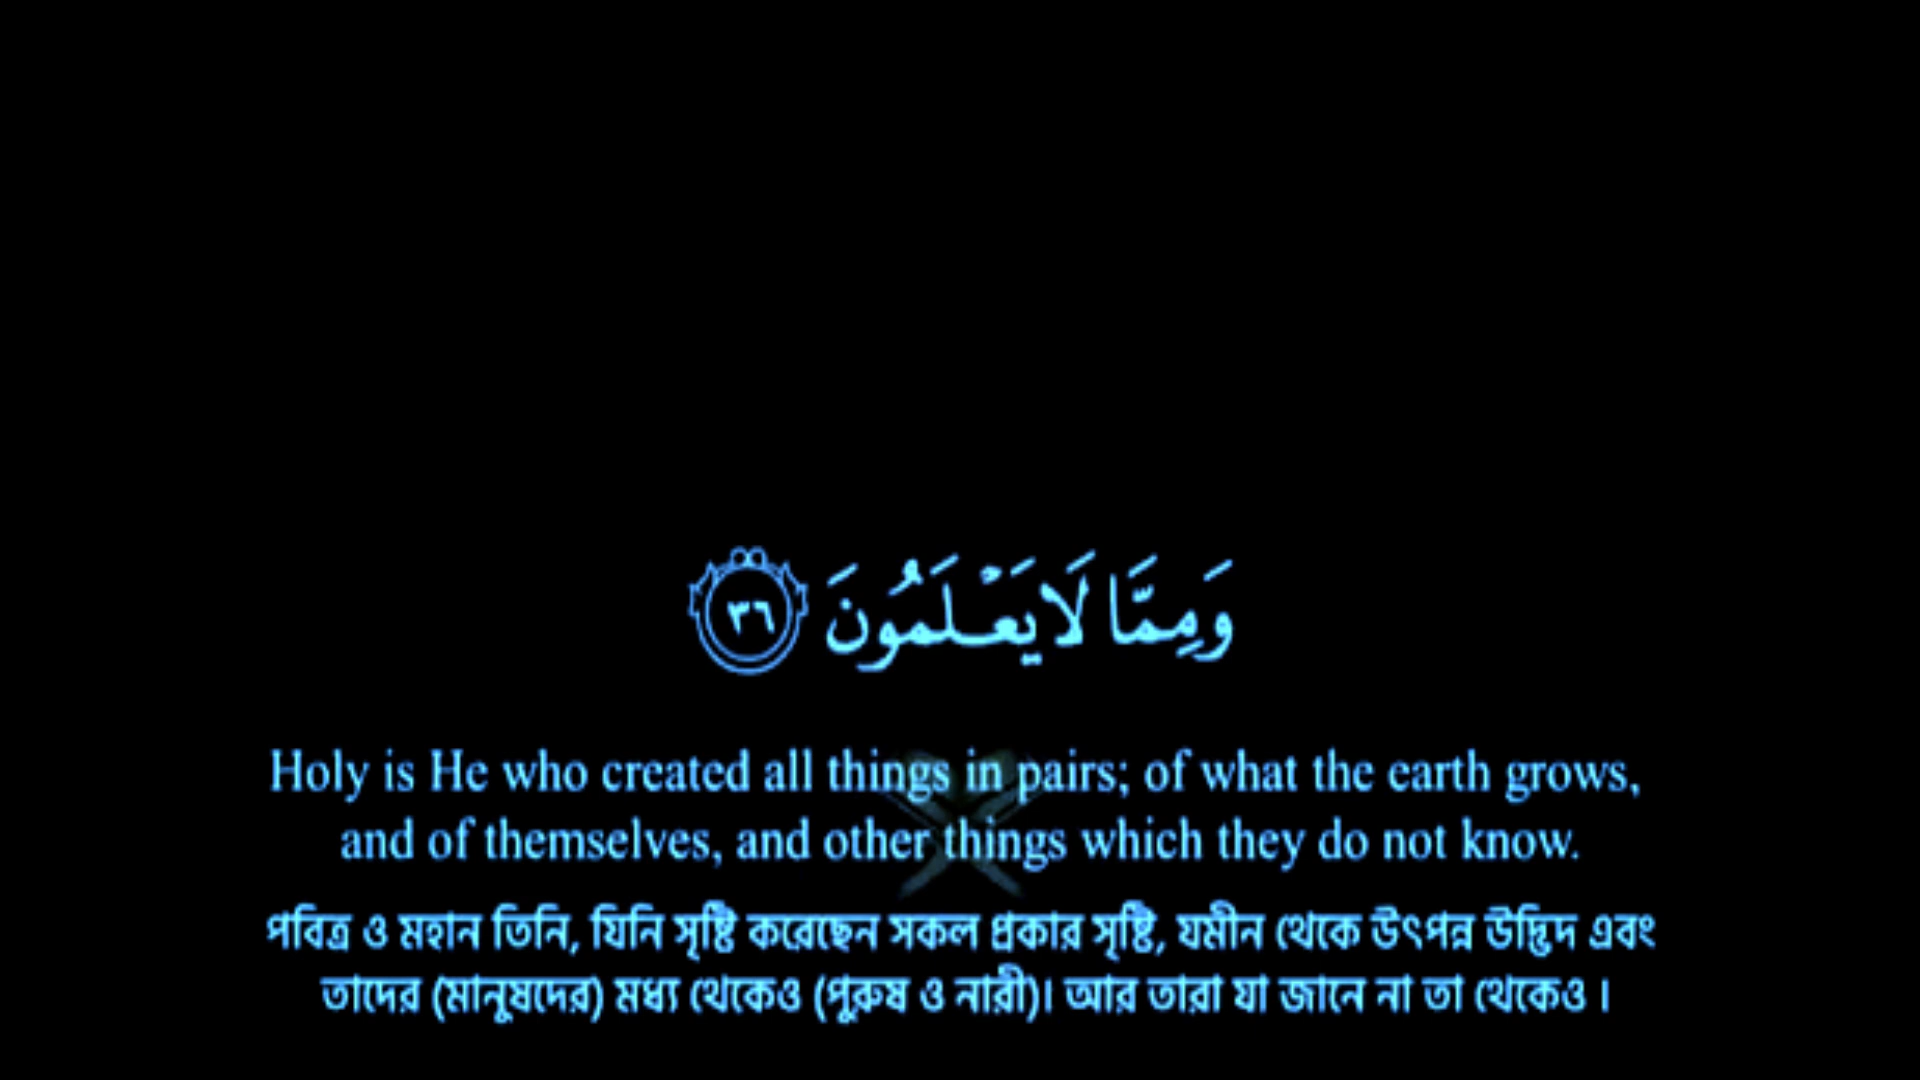 وَمِمَّا لَا يَعْلَمُونَ ٣٦
Holy is He who created all things in pairs; of what the earth grows,
and of themselves, and other things which they do not know.
পবিত্র ও মহান তিনি, যিনি সৃষ্টি করেছেন সকল প্রকার সৃষ্টি, যমীন থেকে উৎপন্ন উদ্ভিদ এবং
তাদের (মানুষদের) মধ্য থেকেও (পুরুষ ও নারী)। আর তারা যা জানে না তা থেকেও ।